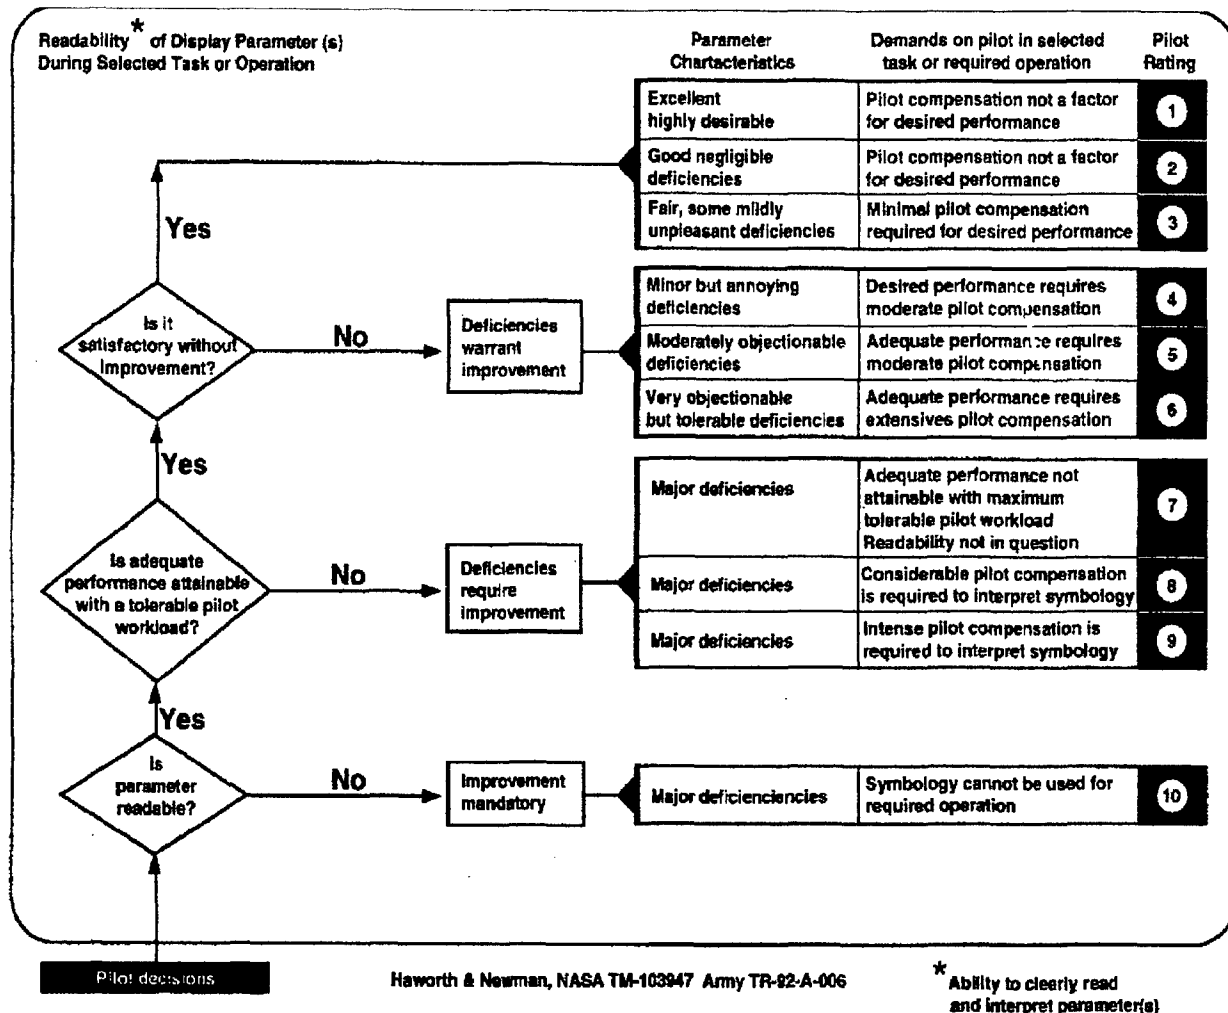 Readability * of Display Parameter (s)
During Selected Task or Operation
Parameter
Chartacteristics
Demands on pilot in selected
task or required operation
Pilot
Rating
Excellent
highly desirable
Pilot compensation not a factor
for desired performance
1
Good negligible
deficiencies
Pilot compensation not a factor
for desired performance
2
Fair, some mildly
unpleasant deficiencies
Minimal pilot compensation
required for desired performance
3
Yes
Is it
satisfactory without
Improvement?
No
Deficiencies
warrant
improvement
Minor but annoying
deficiencies
Desired performance requires
moderate pilot compensation
4
Moderately objectionable
deficiencies
Adequate performance requires
moderate pilot compensation
5
Very objectionable
but tolerable deficiencies
Adequate performance requires
extensives pilot compensation
6
Yes
Is adequate
performance attainable
with a tolerable pilot
workload?
No
Deficiencies
require
improvement
Major deficiencies
Adequate performance not
attainable with maximum
tolerable pilot workload
Readability not in question
7
Major deficiencies
Considerable pilot compensation
is required to interpret symbology
8
Major deficiencies
Intense pilot compensation is
required to interpret symbology
9
Yes
Is
parameter
readable?
No
Improvement
mandatory
Major deficienciencies
Symbology cannot be used for
required operation
10
Pilot decisions
Haworth & Newman, NASA TM-103947 Army TR-92-A-006
* Ability to clearly read
and interpret parameter(s)